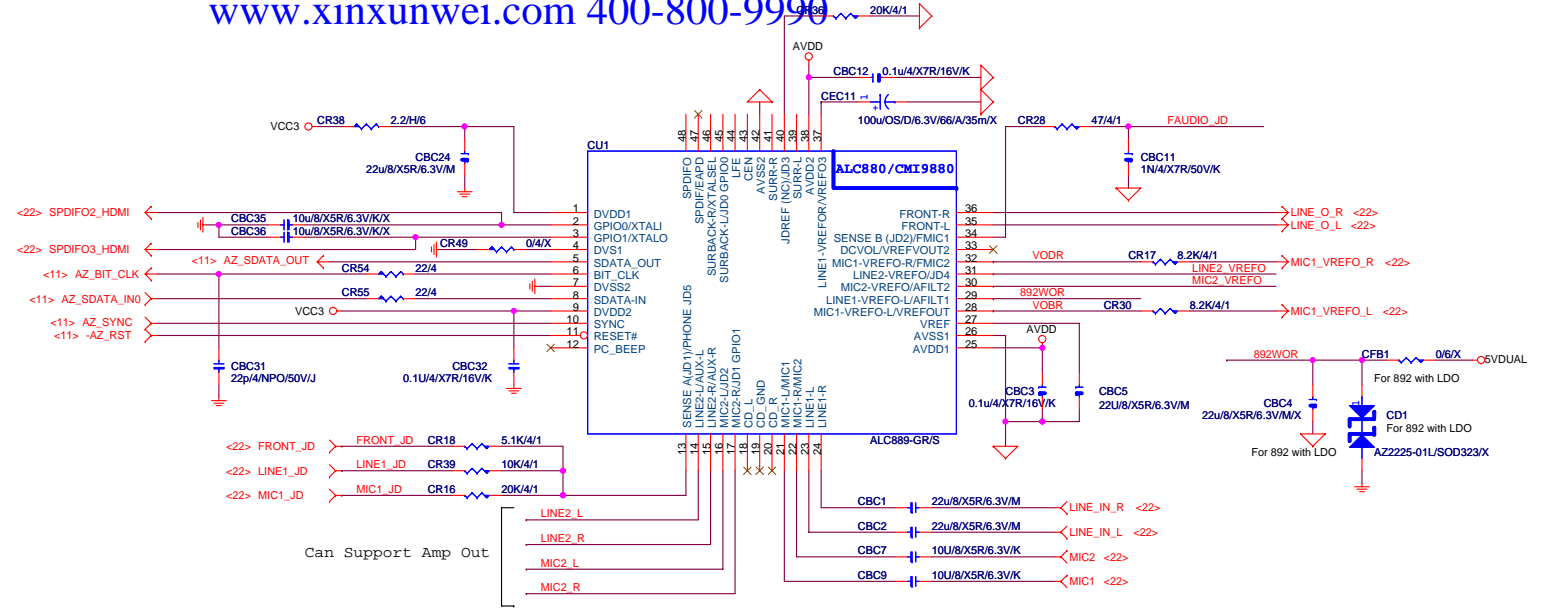 www.xinxunwei.com 400-800-9990
CR36 20K/4/1
AVDD
CBC12 0.1u/4/X7R/16V/K
CEC11 1 +
100u/OS/D/6.3V/66/A/35m/X
VCC3 CR38 2.2/H/6
CBC24
22u/8/X5R/6.3V/M
CR28 47/4/1 FAUDIO_JD
CBC11
1N/4/X7R/50V/K
CU1
ALC880/CMI9880
48 SPDIFO
47 SPDIF/EAPD
46 SURBACK-R/XTALSEL
45 SURBACK-L/JD0 GPIO0
44 LFE
43 CEN
42 AVSS2
41 SURR-R
40 JDREF (NC)/JD3
39 SURR-L
38 AVDD2
37 LINE1-VREFOR/VREFO3
<22> SPDIFO2_HDMI
CBC35 10u/8/X5R/6.3V/K/X
CBC36 10u/8/X5R/6.3V/K/X
<22> SPDIFO3_HDMI
CR49 0/4/X
<11> AZ_SDATA_OUT
<11> AZ_BIT_CLK CR54 22/4
<11> AZ_SDATA_IN0 CR55 22/4
VCC3
<11> AZ_SYNC
<11> -AZ_RST
1 DVDD1
2 GPIO0/XTALI
3 GPIO1/XTALO
4 DVS1
5 SDATA_OUT
6 BIT_CLK
7 DVSS2
8 SDATA-IN
9 DVDD2
10 SYNC
11 RESET#
12 PC_BEEP
FRONT-R 36
FRONT-L 35
SENSE B (JD2)/FMIC1 34
DCVOL/VREFVOUT2 33
MIC1-VREFO-R/FMIC2 32
LINE2-VREFO/JD4 31
MIC2-VREFO/AFILT2 30
LINE1-VREFO-L/AFILT1 29
MIC1-VREFO-L/VREFOUT 28
VREF 27
AVSS1 26
AVDD1 25
LINE_O_R <22>
LINE_O_L <22>
VODR CR17 8.2K/4/1 MIC1_VREFO_R <22>
LINE2_VREFO
MIC2_VREFO
892WOR
VOBR CR30 8.2K/4/1 MIC1_VREFO_L <22>
AVDD
CBC31
22p/4/NPO/50V/J
CBC32
0.1U/4/X7R/16V/K
CBC3
0.1u/4/X7R/16V/K
CBC5
22U/8/X5R/6.3V/M
892WOR CFB1 0/6/X 5VDUAL
For 892 with LDO
CBC4
22u/8/X5R/6.3V/M/X
1
CD1
For 892 with LDO
For 892 with LDO
AZ2225-01L/SOD323/X
13 SENSE A(JD1)/PHONE JD5
14 LINE2-L/AUX-L
15 LINE2-R/AUX-R
16 MIC2-L/JD2
17 MIC2-R/JD1 GPIO1
18 CD_L
19 CD_GND
20 CD_R
21 MIC1-L/MIC1
22 MIC1-R/MIC2
23 LINE1-L
24 LINE1-R
ALC889-GR/S
<22> FRONT_JD FRONT_JD CR18 5.1K/4/1
<22> LINE1_JD LINE1_JD CR39 10K/4/1
<22> MIC1_JD MIC1_JD CR16 20K/4/1
Can Support Amp Out
LINE2_L
LINE2_R
MIC2_L
MIC2_R
CBC1 22u/8/X5R/6.3V/M LINE_IN_R <22>
CBC2 22u/8/X5R/6.3V/M LINE_IN_L <22>
CBC7 10U/8/X5R/6.3V/K MIC2 <22>
CBC9 10U/8/X5R/6.3V/K MIC1 <22>